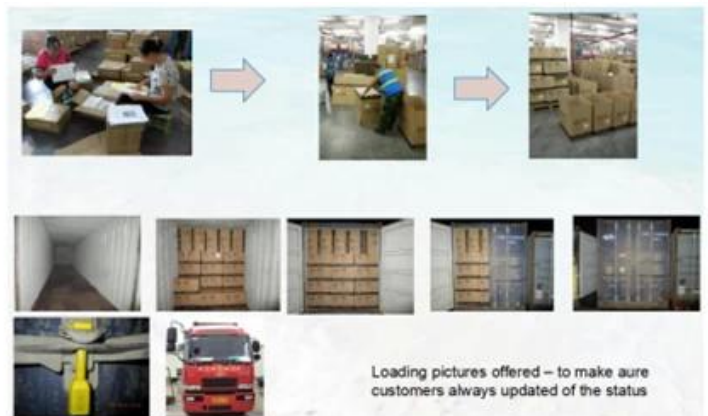 Loading pictures offered – to make aure
customers always updated of the status